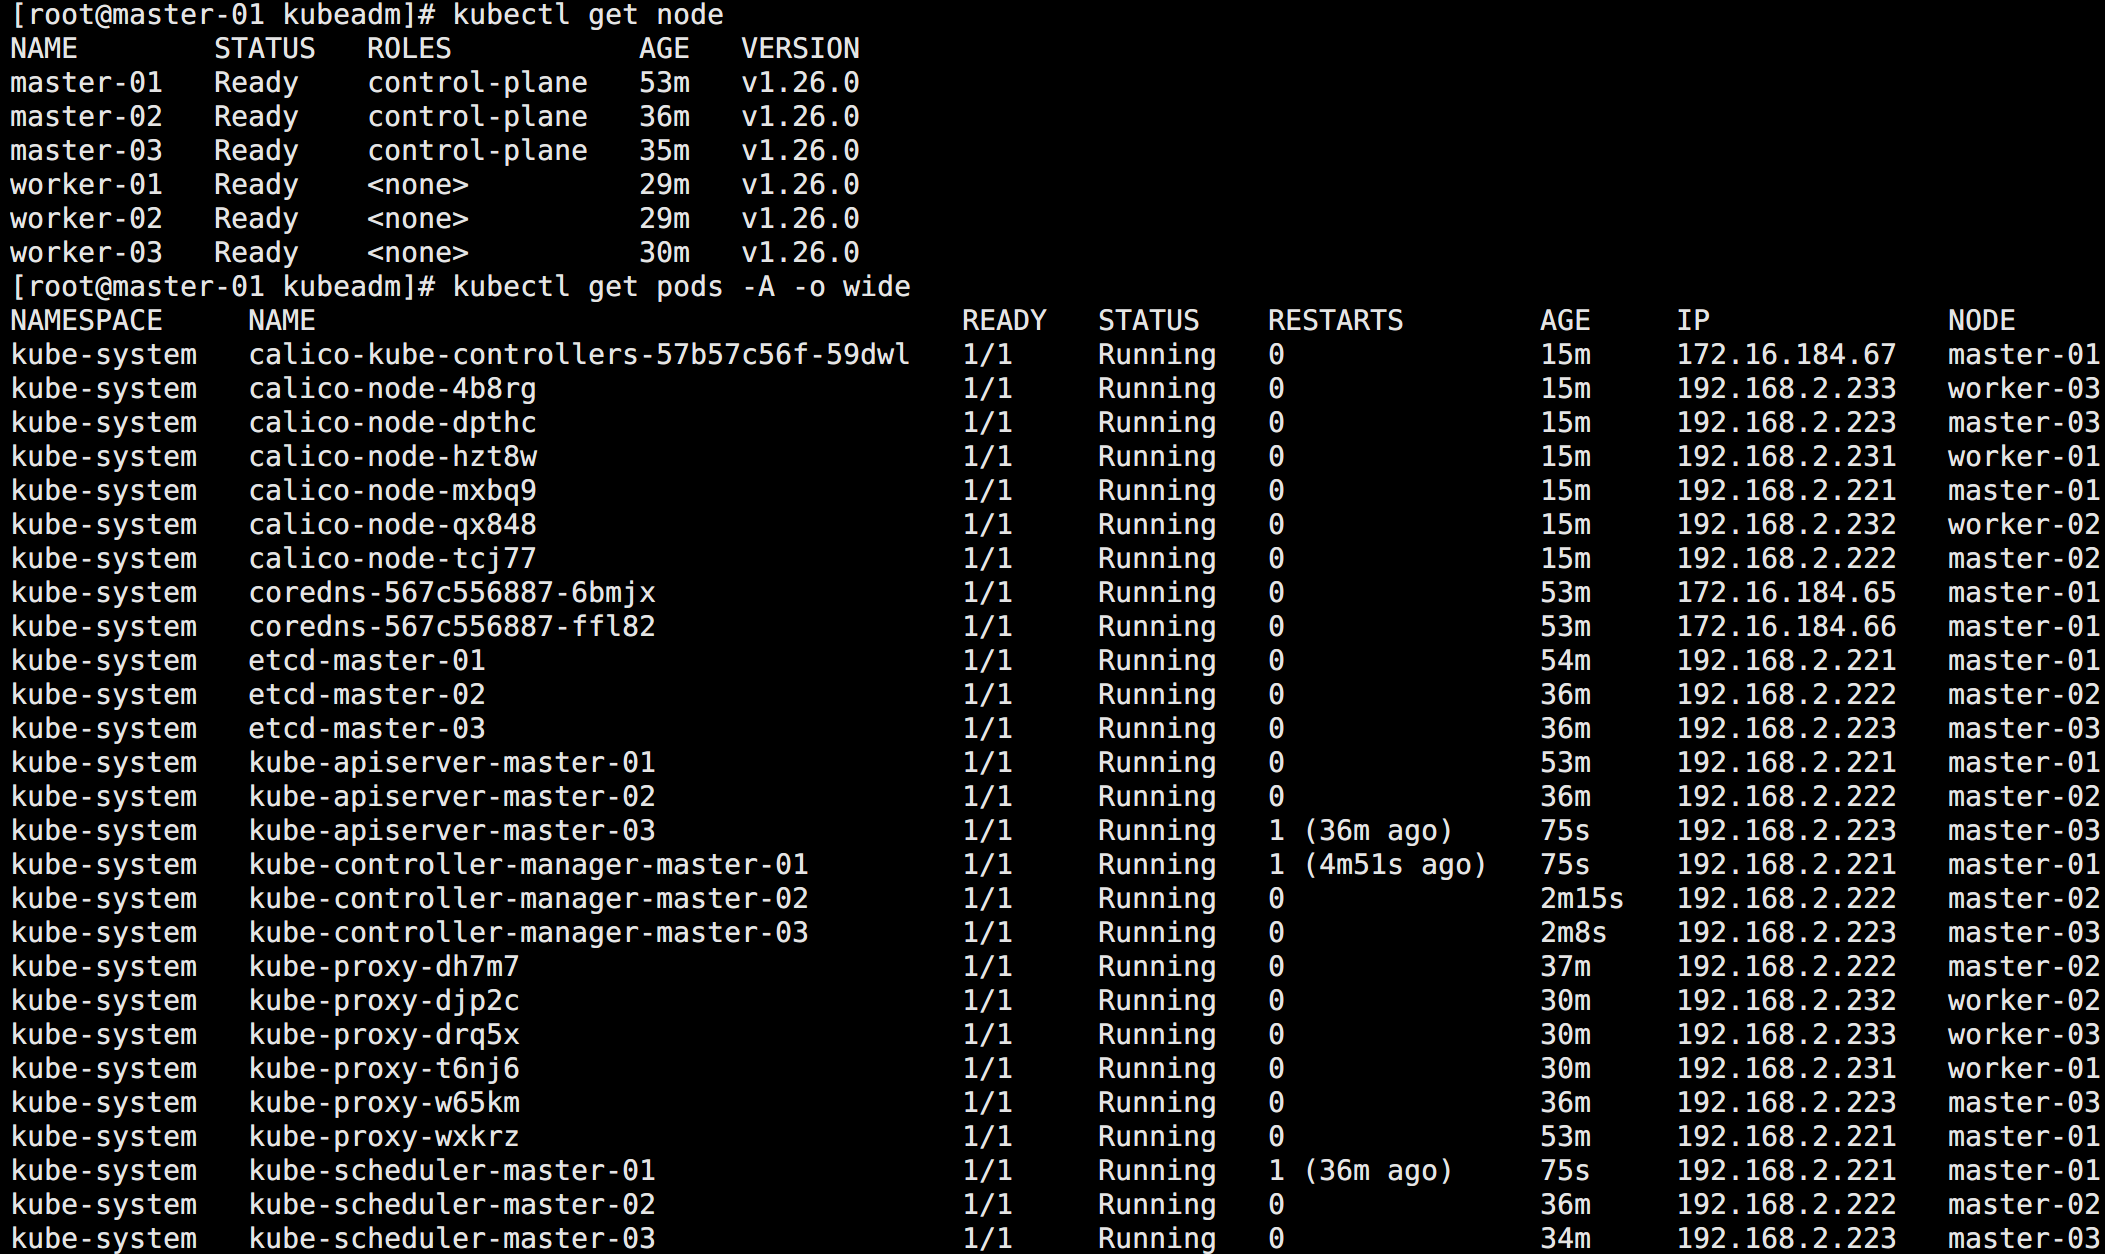 [root@master-01 kubeadm]# kubectl get node
NAME        STATUS   ROLES           AGE   VERSION
master-01   Ready    control-plane   53m   v1.26.0
master-02   Ready    control-plane   36m   v1.26.0
master-03   Ready    control-plane   35m   v1.26.0
worker-01   Ready    <none>          29m   v1.26.0
worker-02   Ready    <none>          29m   v1.26.0
worker-03   Ready    <none>          30m   v1.26.0
[root@master-01 kubeadm]# kubectl get pods -A -o wide
NAMESPACE     NAME                                       READY   STATUS    RESTARTS        AGE     IP              NODE
kube-system   calico-kube-controllers-57b57c56f-59dwl   1/1     Running   0               15m     172.16.184.67   master-01
kube-system   calico-node-4b8rg                         1/1     Running   0               15m     192.168.2.233   worker-03
kube-system   calico-node-dpthc                         1/1     Running   0               15m     192.168.2.223   master-03
kube-system   calico-node-hzt8w                         1/1     Running   0               15m     192.168.2.231   worker-01
kube-system   calico-node-mxbq9                         1/1     Running   0               15m     192.168.2.221   master-01
kube-system   calico-node-qx848                         1/1     Running   0               15m     192.168.2.232   worker-02
kube-system   calico-node-tcj77                         1/1     Running   0               15m     192.168.2.222   master-02
kube-system   coredns-567c556887-6bmjx                  1/1     Running   0               53m     172.16.184.65   master-01
kube-system   coredns-567c556887-ffl82                  1/1     Running   0               53m     172.16.184.66   master-01
kube-system   etcd-master-01                            1/1     Running   0               54m     192.168.2.221   master-01
kube-system   etcd-master-02                            1/1     Running   0               36m     192.168.2.222   master-02
kube-system   etcd-master-03                            1/1     Running   0               36m     192.168.2.223   master-03
kube-system   kube-apiserver-master-01                  1/1     Running   0               53m     192.168.2.221   master-01
kube-system   kube-apiserver-master-02                  1/1     Running   0               36m     192.168.2.222   master-02
kube-system   kube-apiserver-master-03                  1/1     Running   1 (36m ago)     75s     192.168.2.223   master-03
kube-system   kube-controller-manager-master-01         1/1     Running   1 (4m51s ago)   75s     192.168.2.221   master-01
kube-system   kube-controller-manager-master-02         1/1     Running   0               2m15s   192.168.2.222   master-02
kube-system   kube-controller-manager-master-03         1/1     Running   0               2m8s    192.168.2.223   master-03
kube-system   kube-proxy-dh7m7                          1/1     Running   0               37m     192.168.2.222   master-02
kube-system   kube-proxy-djp2c                          1/1     Running   0               30m     192.168.2.232   worker-02
kube-system   kube-proxy-drq5x                          1/1     Running   0               30m     192.168.2.233   worker-03
kube-system   kube-proxy-t6nj6                          1/1     Running   0               30m     192.168.2.231   worker-01
kube-system   kube-proxy-w65km                          1/1     Running   0               36m     192.168.2.223   master-03
kube-system   kube-proxy-wxkrz                          1/1     Running   0               53m     192.168.2.221   master-01
kube-system   kube-scheduler-master-01                  1/1     Running   1 (36m ago)     75s     192.168.2.221   master-01
kube-system   kube-scheduler-master-02                  1/1     Running   0               36m     192.168.2.222   master-02
kube-system   kube-scheduler-master-03                  1/1     Running   0               34m     192.168.2.223   master-03